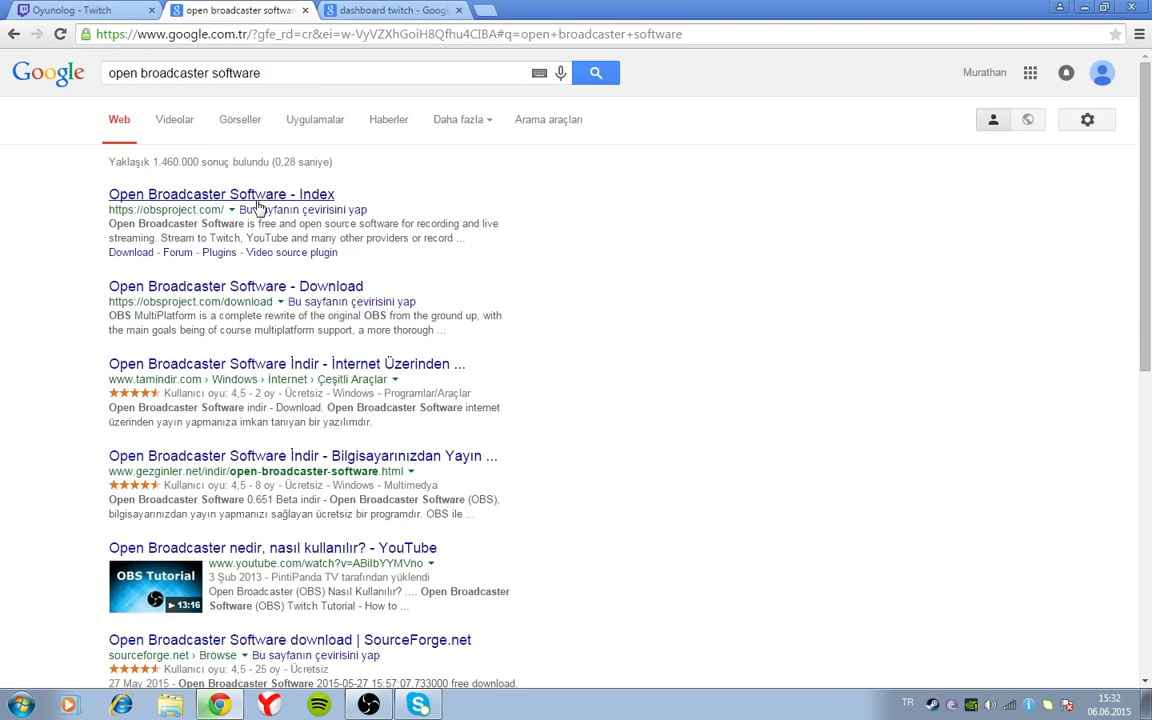 Oyunolog - Twitch
open broadcaster softwar
dashboard twitch - Goog
https://www.google.com.tr/?gfe_rd=cr&ei=w-VyVZXhGoiH8Qfhu4CIBA#q=open+broadcaster+software
Google
open broadcaster software
Murathan
Web Videolar Görseller Uygulamalar Haberler Daha fazla Arama araçları
Yaklaşık 1.460.000 sonuç bulundu (0,28 saniye)
Open Broadcaster Software - Index
https://obsproject.com/ Bu sayfanın çevirisini yap
Open Broadcaster Software is free and open source software for recording and live
streaming. Stream to Twitch, YouTube and many other providers or record ...
Download - Forum - Plugins - Video source plugin
Open Broadcaster Software - Download
https://obsproject.com/download Bu sayfanın çevirisini yap
OBS MultiPlatform is a complete rewrite of the original OBS from the ground up, with
the main goals being of course multiplatform support, a more thorough ...
Open Broadcaster Software İndir - İnternet Üzerinden ...
www.tamindir.com › Windows › İnternet › Çeşitli Araçlar
Kullanıcı oyu: 4,5 - 2 oy - Ücretsiz - Windows - Programlar/Araçlar
Open Broadcaster Software indir - Download. Open Broadcaster Software internet
üzerinden yayın yapmanıza imkan tanıyan bir yazılımdır.
Open Broadcaster Software İndir - Bilgisayarınızdan Yayın ...
www.gezginler.net/indir/open-broadcaster-software.html
Kullanıcı oyu: 4,5 - 8 oy - Ücretsiz - Windows - Multimedya
Open Broadcaster Software 0.651 Beta indir - Open Broadcaster Software (OBS),
bilgisayarınızdan yayın yapmanızı sağlayan ücretsiz bir programdır. OBS ile ...
Open Broadcaster nedir, nasıl kullanılır? - YouTube
www.youtube.com/watch?v=ABilbYYMVno
3 Şub 2013 - PintiPanda TV tarafından yüklendi
Open Broadcaster (OBS) Nasıl Kullanılır? .... Open Broadcaster
Software (OBS) Twitch Tutorial - How to ...
OBS Tutorial
13:16
Open Broadcaster Software download | SourceForge.net
sourceforge.net › Browse Bu sayfanın çevirisini yap
Kullanıcı oyu: 4,5 - 25 oy - Ücretsiz
27 May 2015 - Open Broadcaster Software 2015-05-27 15:57:07.733000 free download.
TR
15:32
06.06.2015